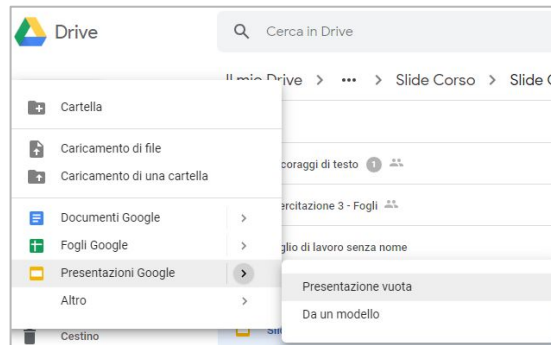 Drive
Cerca in Drive
Il mio Drive > ••• > Slide Corso > Slide
Cartella
Caricamento di file
coraggi di testo 1
Caricamento di una cartella
ercitazione 3 - Fogli
Documenti Google
Fogli Google
glio di lavoro senza nome
Presentazioni Google
Presentazione vuota
Altro
Da un modello
Cestino